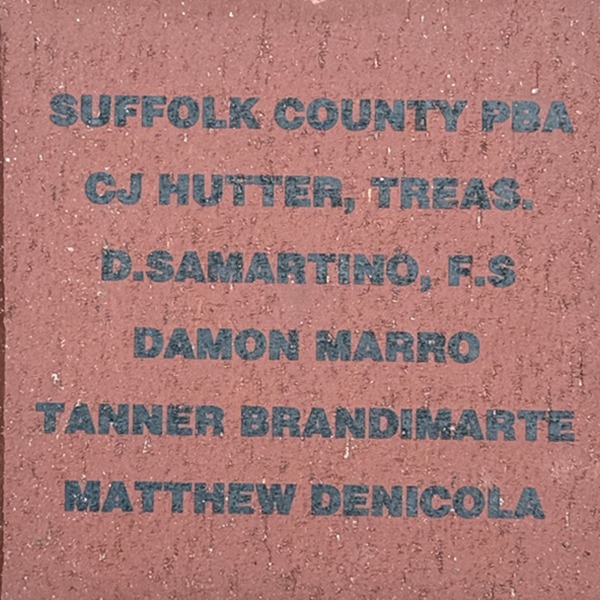 SUFFOLK COUNTY PBA
CJ HUTTER, TREAS.
D.SAMARTINO, F.S
DAMON MARRO
TANNER BRANDIMARTE
MATTHEW DENICOLA